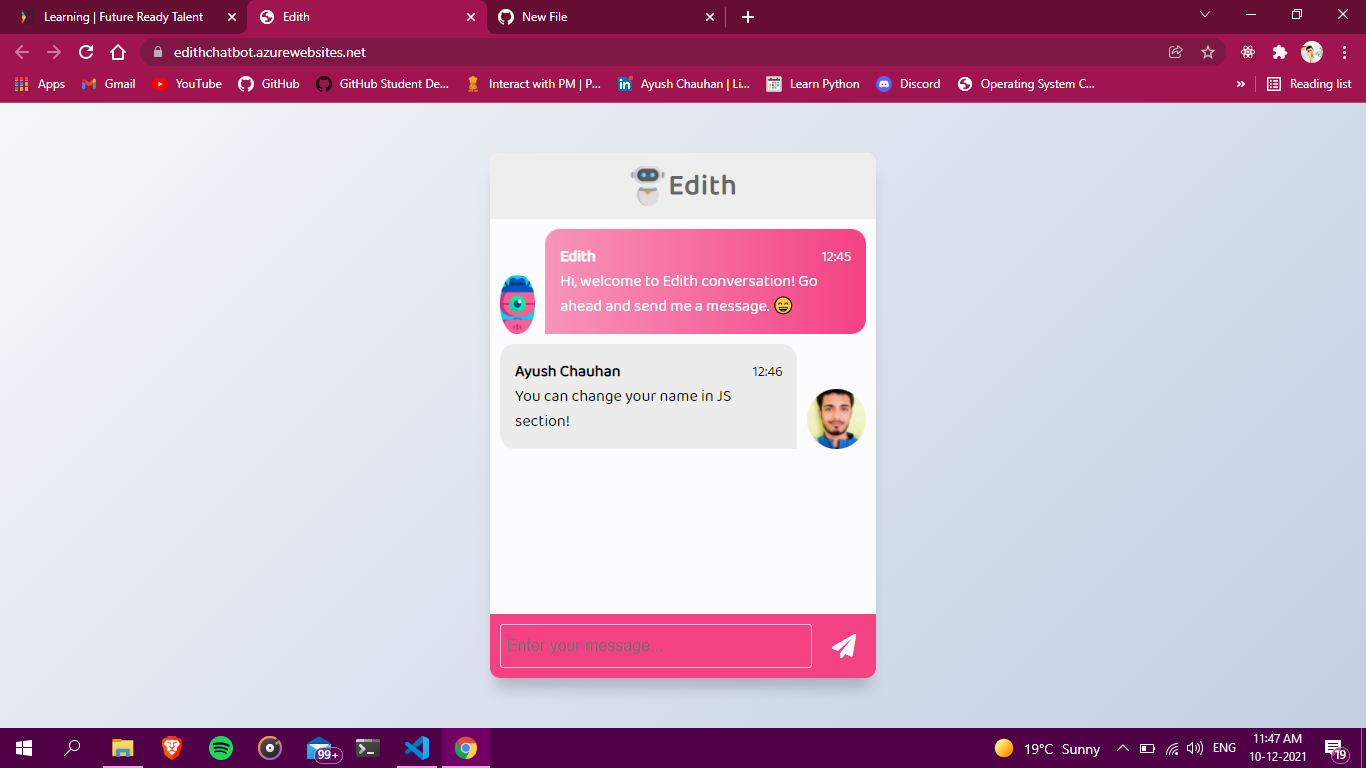 Learning | Future Ready Talent
Edith
New File
edithchatbot.azurewebsites.net
Apps
Gmail
YouTube
GitHub
GitHub Student De...
Interact with PM | P...
Ayush Chauhan | Li...
Learn Python
Discord
Operating System C...
»
Reading list
Edith
Edith 12:45
Hi, welcome to Edith conversation! Go
ahead and send me a message. 😄
Ayush Chauhan 12:46
You can change your name in JS
section!
Enter your message...
99+
19°C Sunny
ENG
11:47 AM
10-12-2021
19